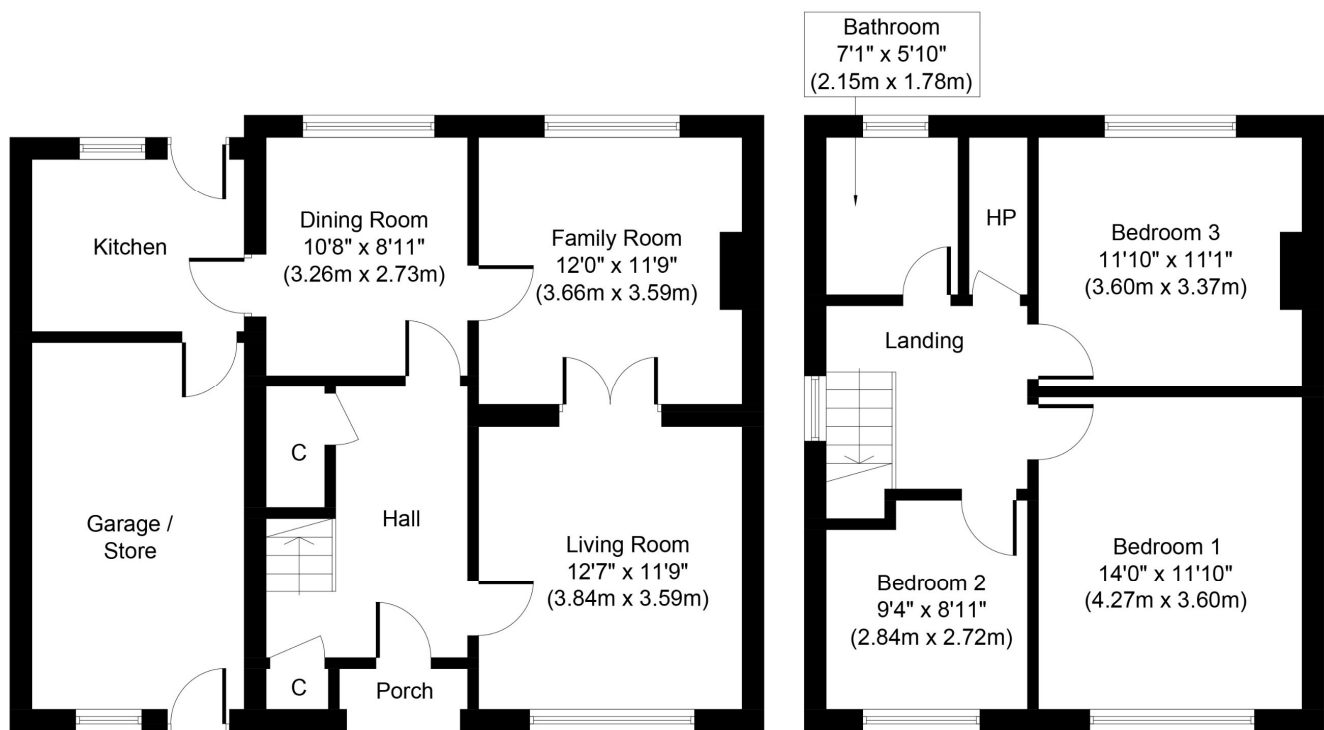 Bathroom
7'1" x 5'10"
(2.15m x 1.78m)
Kitchen
Dining Room
10'8" x 8'11"
(3.26m x 2.73m)
Family Room
12'0" x 11'9"
(3.66m x 3.59m)
C
Hall
Garage /
Store
Living Room
12'7" x 11'9"
(3.84m x 3.59m)
C
Porch
HP
Bedroom 3
11'10" x 11'1"
(3.60m x 3.37m)
Landing
Bedroom 1
14'0" x 11'10"
(4.27m x 3.60m)
Bedroom 2
9'4" x 8'11"
(2.84m x 2.72m)